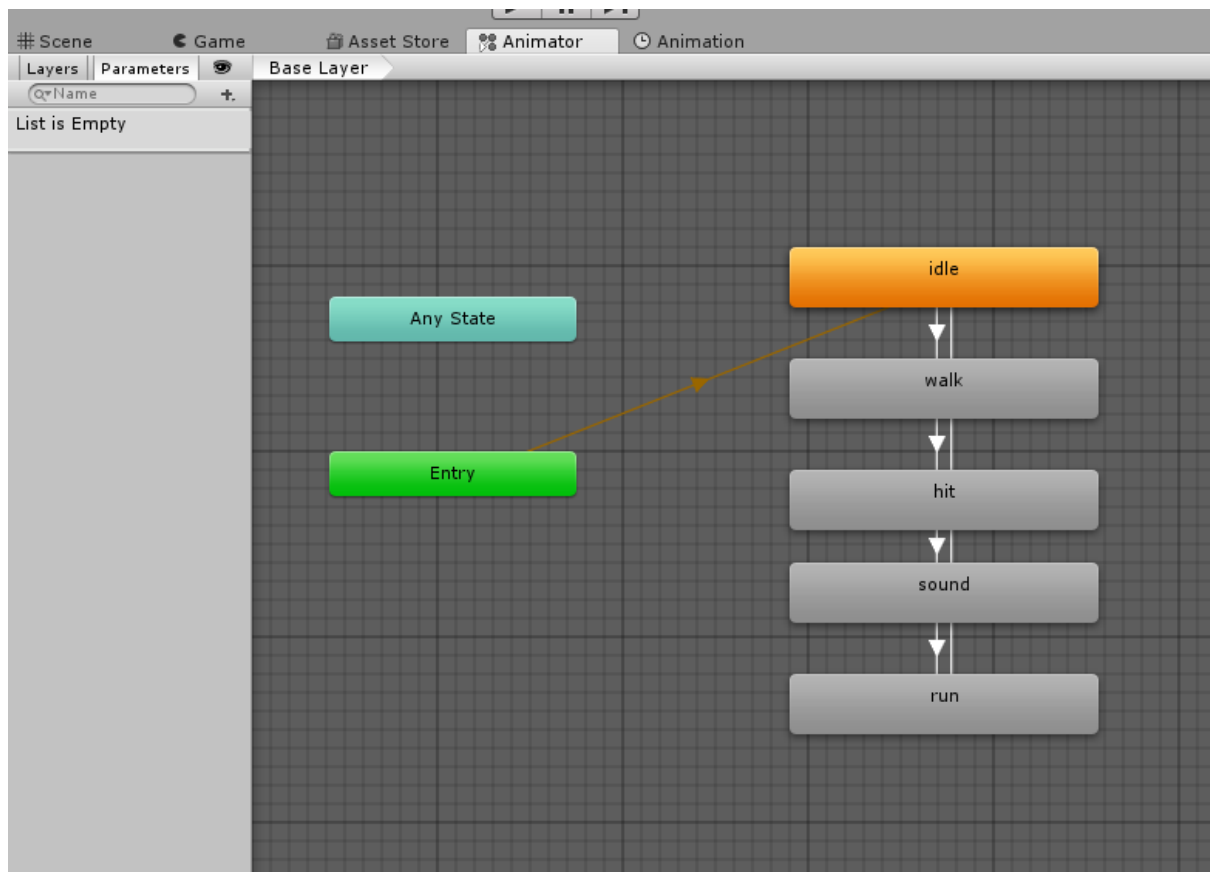 Scene Game Asset Store Animator Animation
Layers Parameters Base Layer
Name
List is Empty
idle
Any State
walk
Entry
hit
sound
run